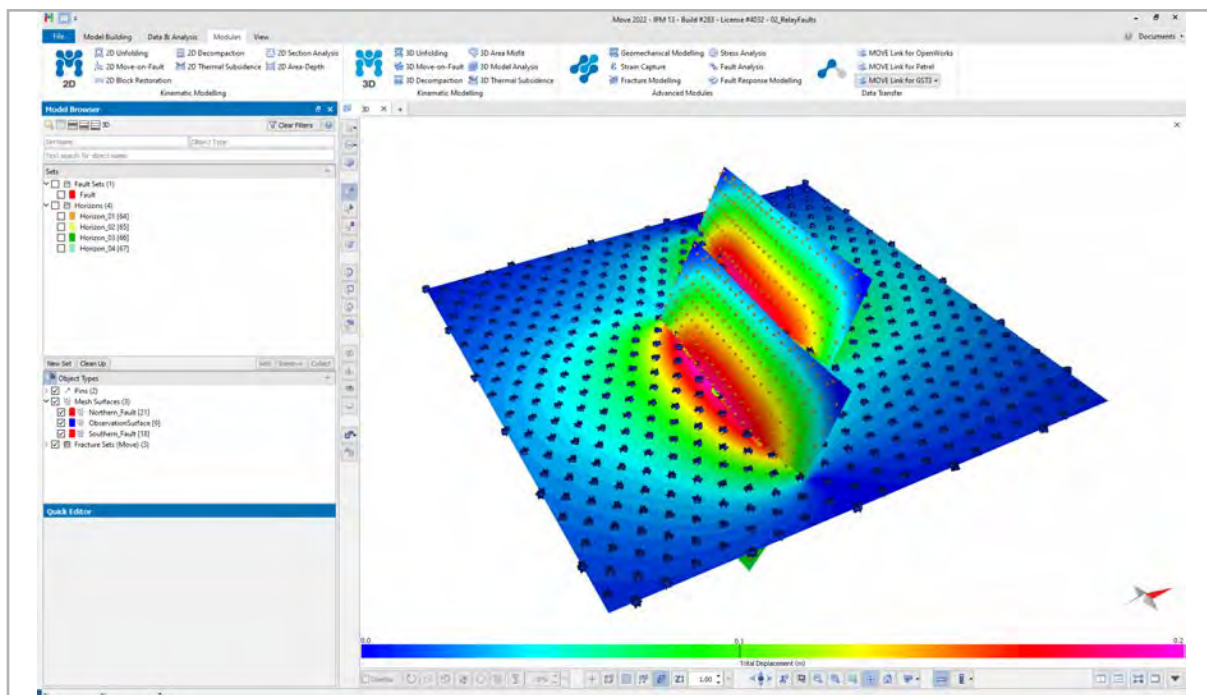 Move 2022 - IFM 13 - Build #283 - License #4032 - 02_RelayFaults
File Model Building Data & Analysis Modules View Documents
2D Unfolding 2D Decompaction 2D Section Analysis
2D Move-on-Fault 2D Thermal Subsidence 2D Area-Depth
2D Block Restoration
2D
Kinematic Modelling
3D Unfolding 3D Area Misfit
3D Move-on-Fault 3D Model Analysis
3D Decompaction 3D Thermal Subsidence
3D
Kinematic Modelling
Geomechanical Modelling Stress Analysis
Strain Capture Fault Analysis
Fracture Modelling Fault Response Modelling
Advanced Modules
MOVE Link for OpenWorks
MOVE Link for Petrel
MOVE Link for GST3
Data Transfer
Model Browser
3D
3D Clear Filters
Set Name Object Type
Text search for object name
Sets
Fault Sets (1)
Fault
Horizons (4)
Horizon_01 [64]
Horizon_02 [65]
Horizon_03 [66]
Horizon_04 [67]
New Set Clean Up Add Remove Collect
Object Types
Pins (2)
Mesh Surfaces (3)
Northern_Fault [21]
ObservationSurface [9]
Southern_Fault [18]
Fracture Sets (Move) (3)
Quick Editor
0.0 0.1 0.2
Total Displacement (m)
1.00